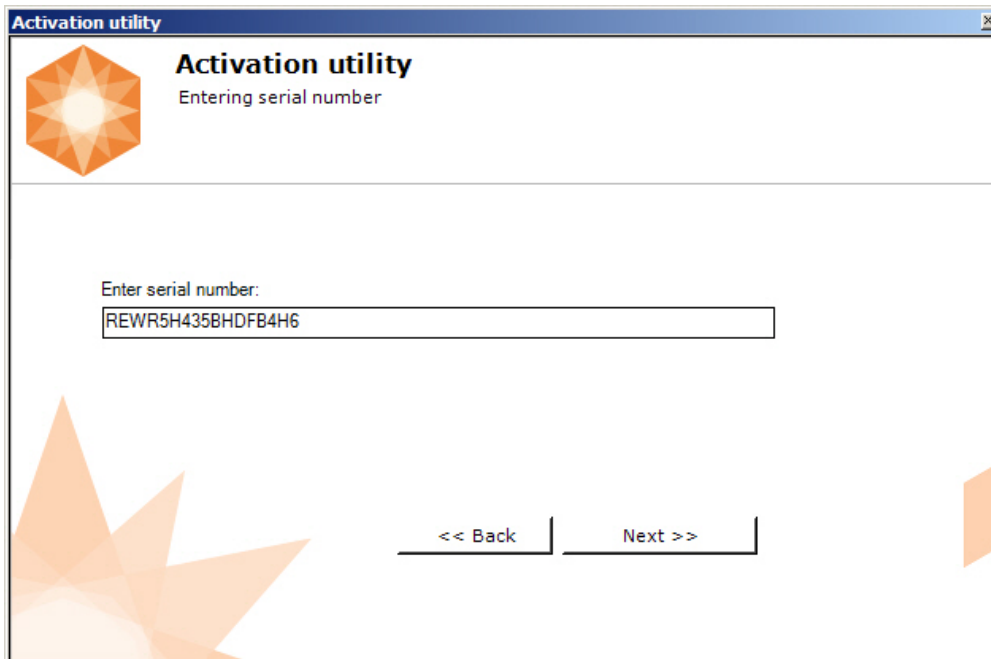 Activation utility
Activation utility
Entering serial number
Enter serial number:
REWR5H435BHDFB4H6
<< Back
Next >>